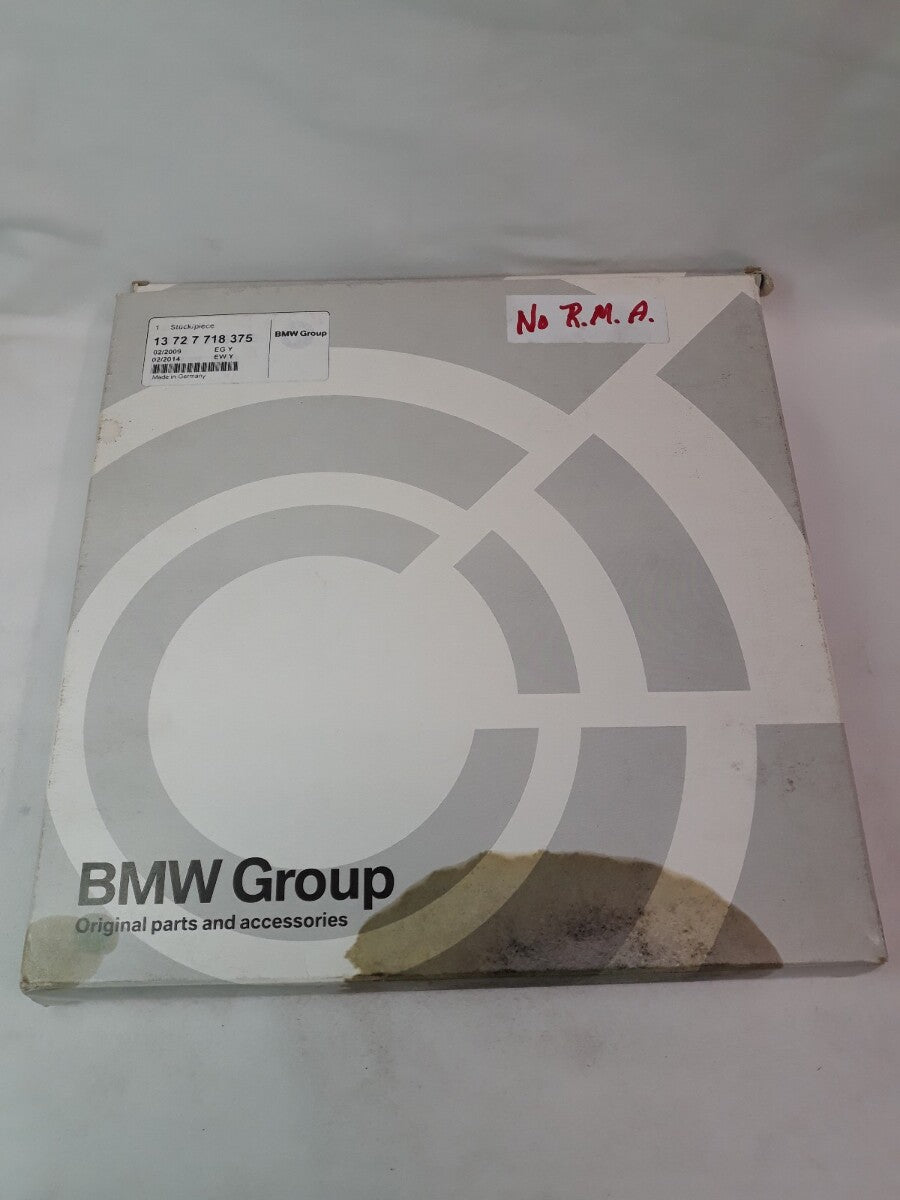 1 Stück/piece
13 72 7 718 375
BMW Group
02/2009 EG Y
02/2014 EW Y
Made in Germany
No R.M.A.
BMW Group
Original parts and accessories